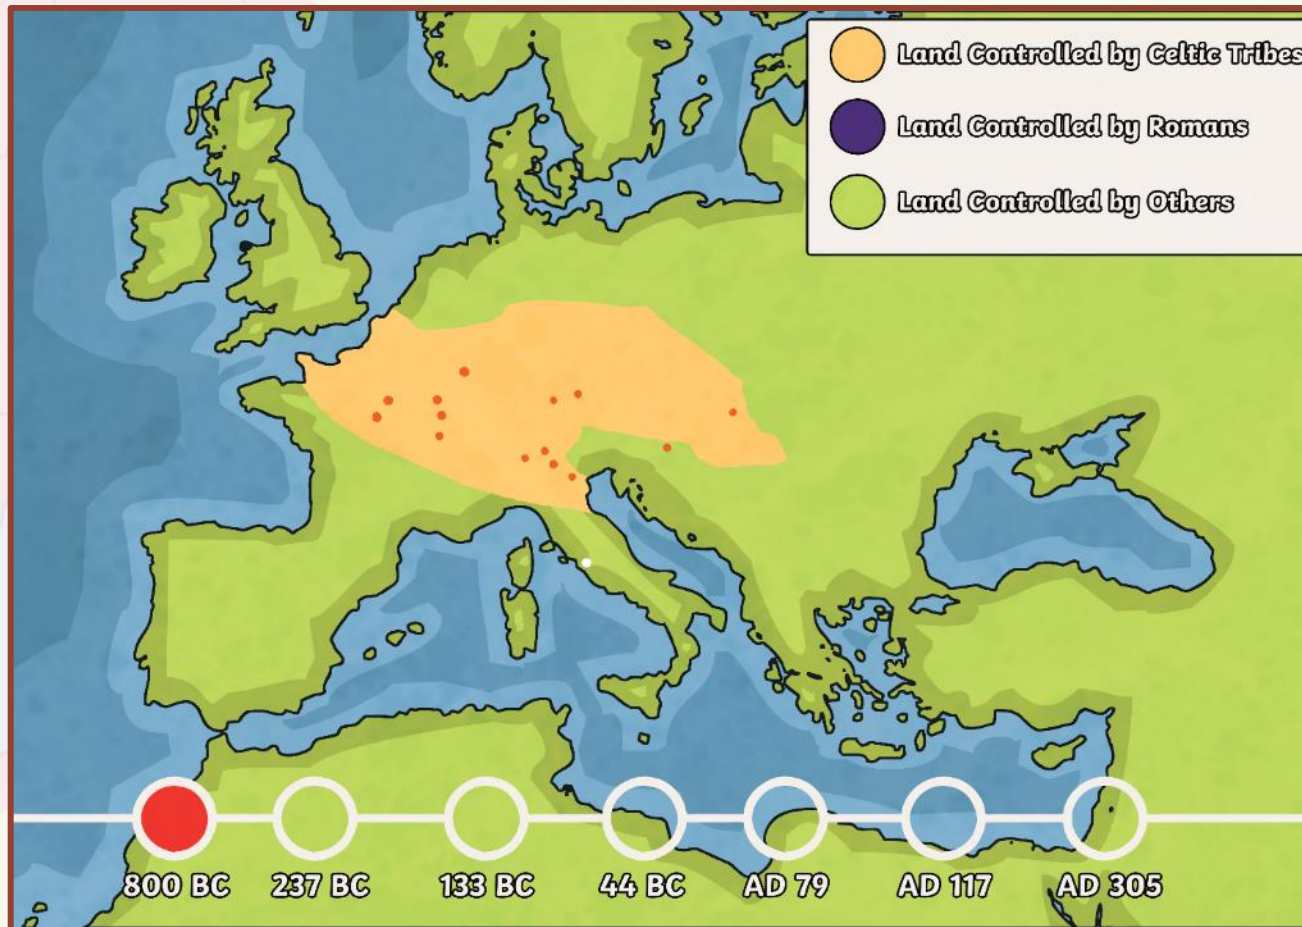 Land Controlled by Celtic Tribes
Land Controlled by Romans
Land Controlled by Others
800 BC
237 BC
133 BC
44 BC
AD 79
AD 117
AD 305